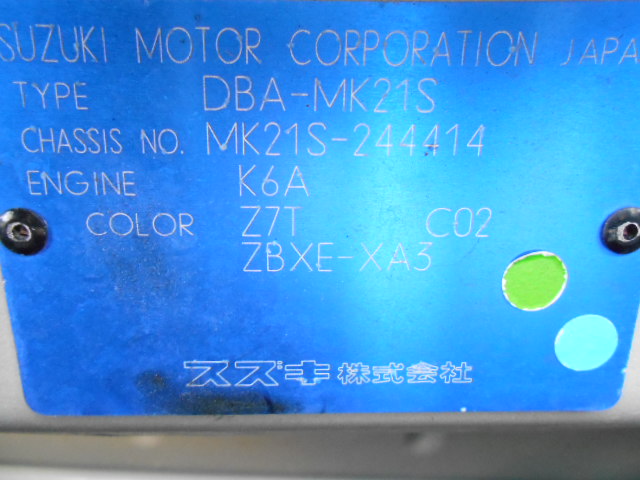 SUZUKI MOTOR CORPORATION JAPA
TYPE DBA-MK21S
CHASSIS NO. MK21S-244414
ENGINE K6A
COLOR Z7T C02
ZBXE-XA3
スズキ株式会社